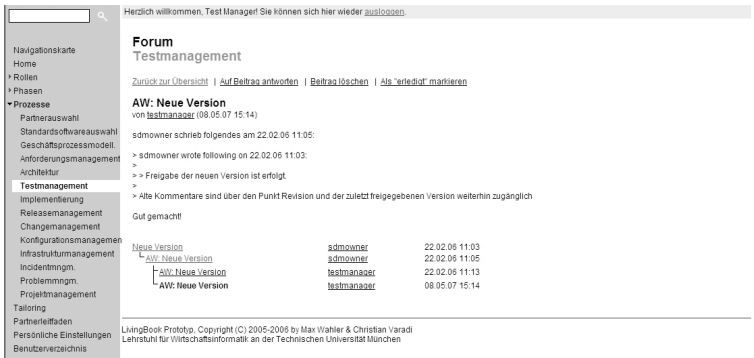 Herzlich willkommen, Test Manager! Sie können sich hier wieder ausloggen.
Navigationskarte
Home
Rollen
Phasen
Prozesse
Partnerauswahl
Standardsoftwareauswahl
Geschäftsprozessmodell.
Anforderungsmanagement
Architektur
Testmanagement
Implementierung
Releasemanagement
Changemanagement
Konfigurationsmanagemen
Infrastrukturmanagement
Incidentmngm.
Problemmngm.
Projektmanagement
Tailoring
Partnerleitfaden
Persönliche Einstellungen
Benutzerverzeichnis
Forum
Testmanagement
Zurück zur Übersicht | Auf Beitrag antworten | Beitrag löschen | Als "erledigt" markieren
AW: Neue Version
von testmanager (08.05.07 15:14)
sdmowner schrieb folgendes am 22.02.06 11:05:
> sdmowner wrote following on 22.02.06 11:03:
>
> > Freigabe der neuen Version ist erfolgt.
>
> Alte Kommentare sind über den Punkt Revision und der zuletzt freigegebenen Version weiterhin zugänglich
Gut gemacht!
Neue Version sdmowner 22.02.06 11:03
AW: Neue Version sdmowner 22.02.06 11:05
AW: Neue Version testmanager 22.02.06 11:13
AW: Neue Version testmanager 08.05.07 15:14
LivingBook Prototyp, Copyright (C) 2005-2006 by Max Wahler & Christian Varadi
Lehrstuhl für Wirtschaftsinformatik an der Technischen Universität München